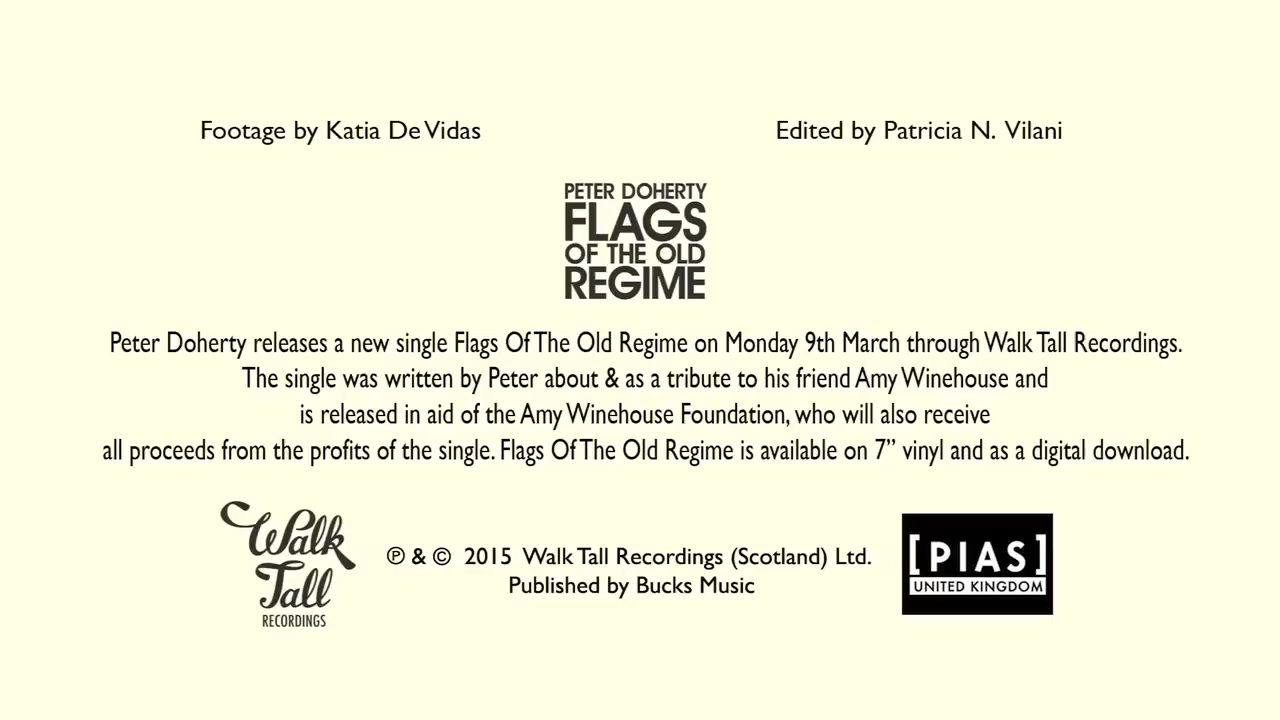 Footage by Katia De Vidas
Edited by Patricia N. Vilani
PETER DOHERTY
FLAGS
OF THE OLD
REGIME
Peter Doherty releases a new single Flags Of The Old Regime on Monday 9th March through Walk Tall Recordings.
The single was written by Peter about & as a tribute to his friend Amy Winehouse and
is released in aid of the Amy Winehouse Foundation, who will also receive
all proceeds from the profits of the single. Flags Of The Old Regime is available on 7” vinyl and as a digital download.
Walk
Tall
RECORDINGS
℗ & © 2015 Walk Tall Recordings (Scotland) Ltd.
Published by Bucks Music
[PIAS]
UNITED KINGDOM